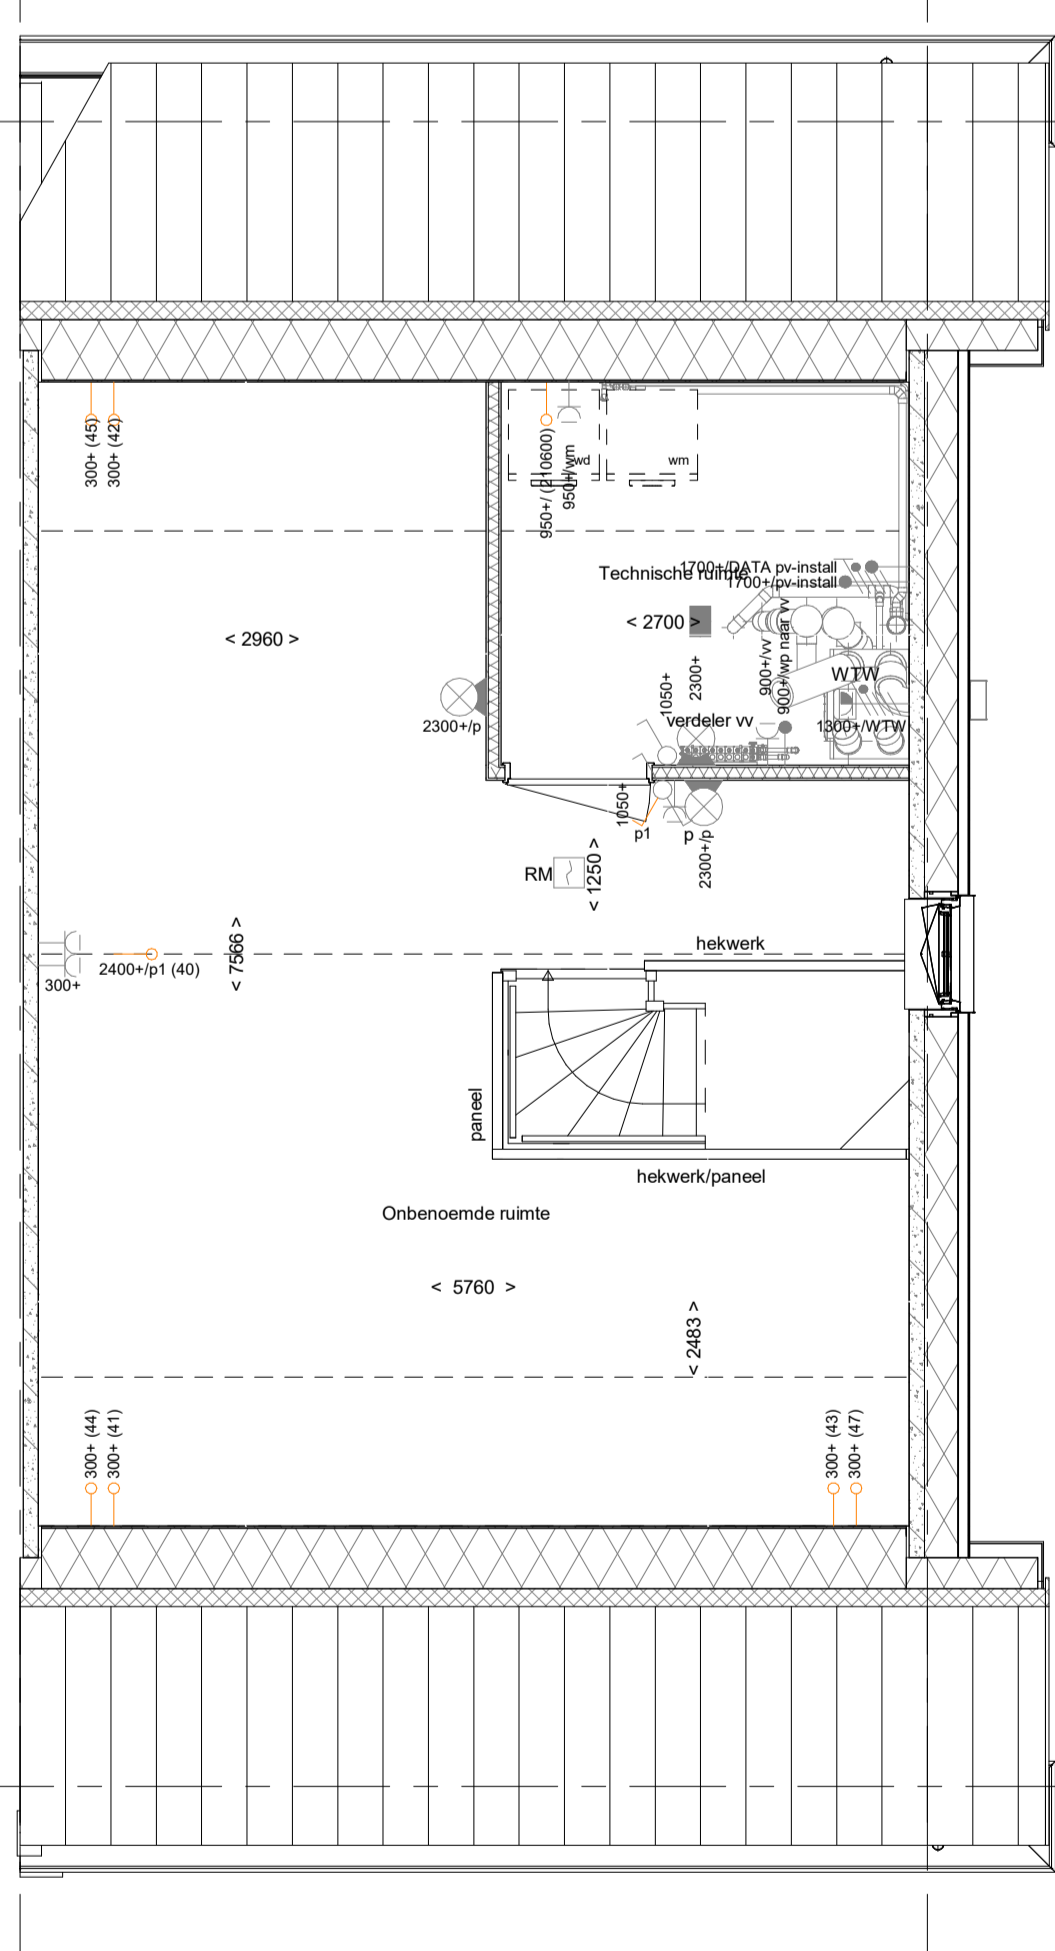 300+ (45)
300+ (42)
950+/ (210600)
950+/wm
wd
wm
1700+/DATA pv-install
Technische ruimte
1700+/pv-install
< 2960 >
< 2700 >
900+/vv
900+/wp naar vv
2300+
1050+
WTW
2300+/p
verdeler vv
1300+/WTW
1050+
p1
p
2300+/p
RM
< 1250 >
hekwerk
< 7566 >
2400+/p1 (40)
300+
paneel
hekwerk/paneel
Onbenoemde ruimte
< 5760 >
< 2483 >
300+ (44)
300+ (41)
300+ (43)
300+ (47)